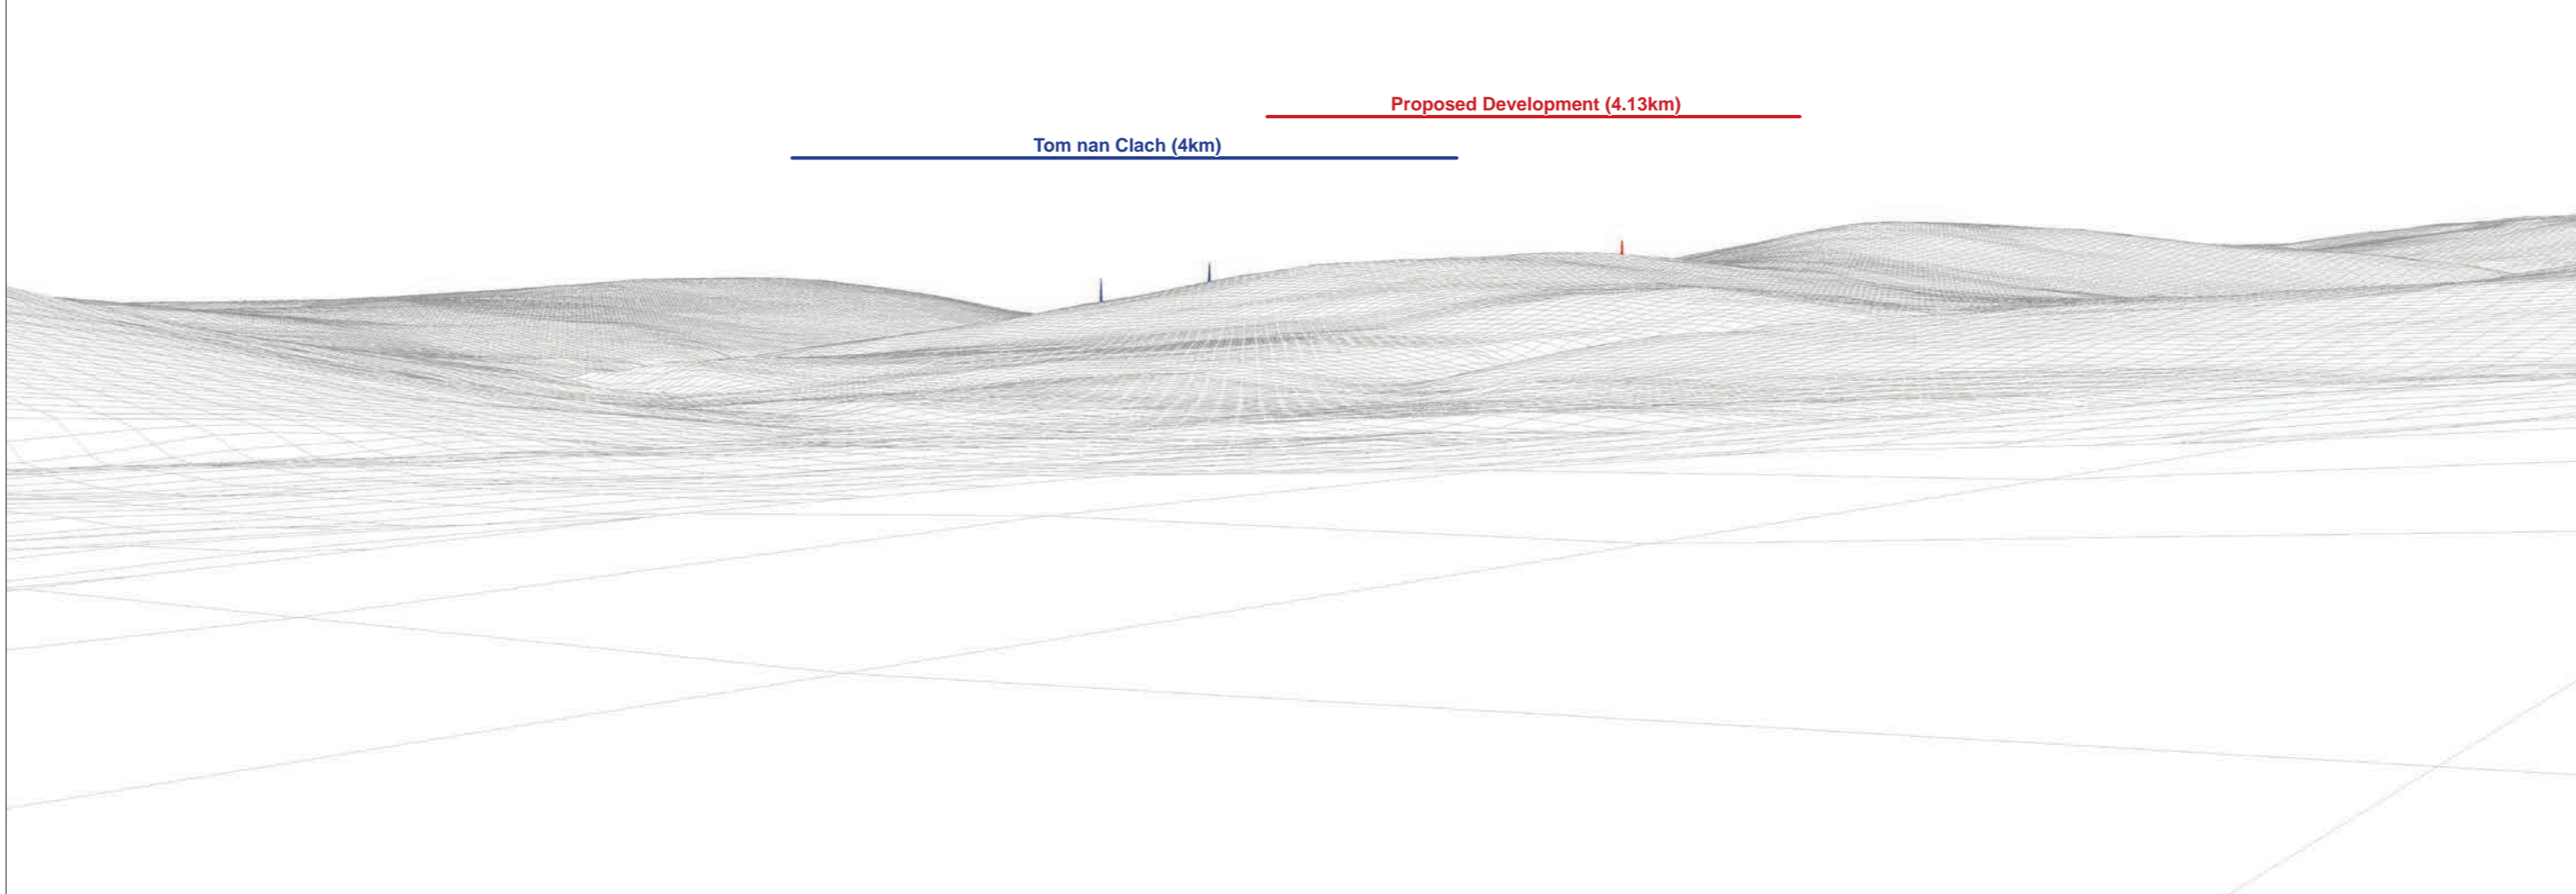 Proposed Development (4.13km)
Tom nan Clach (4km)